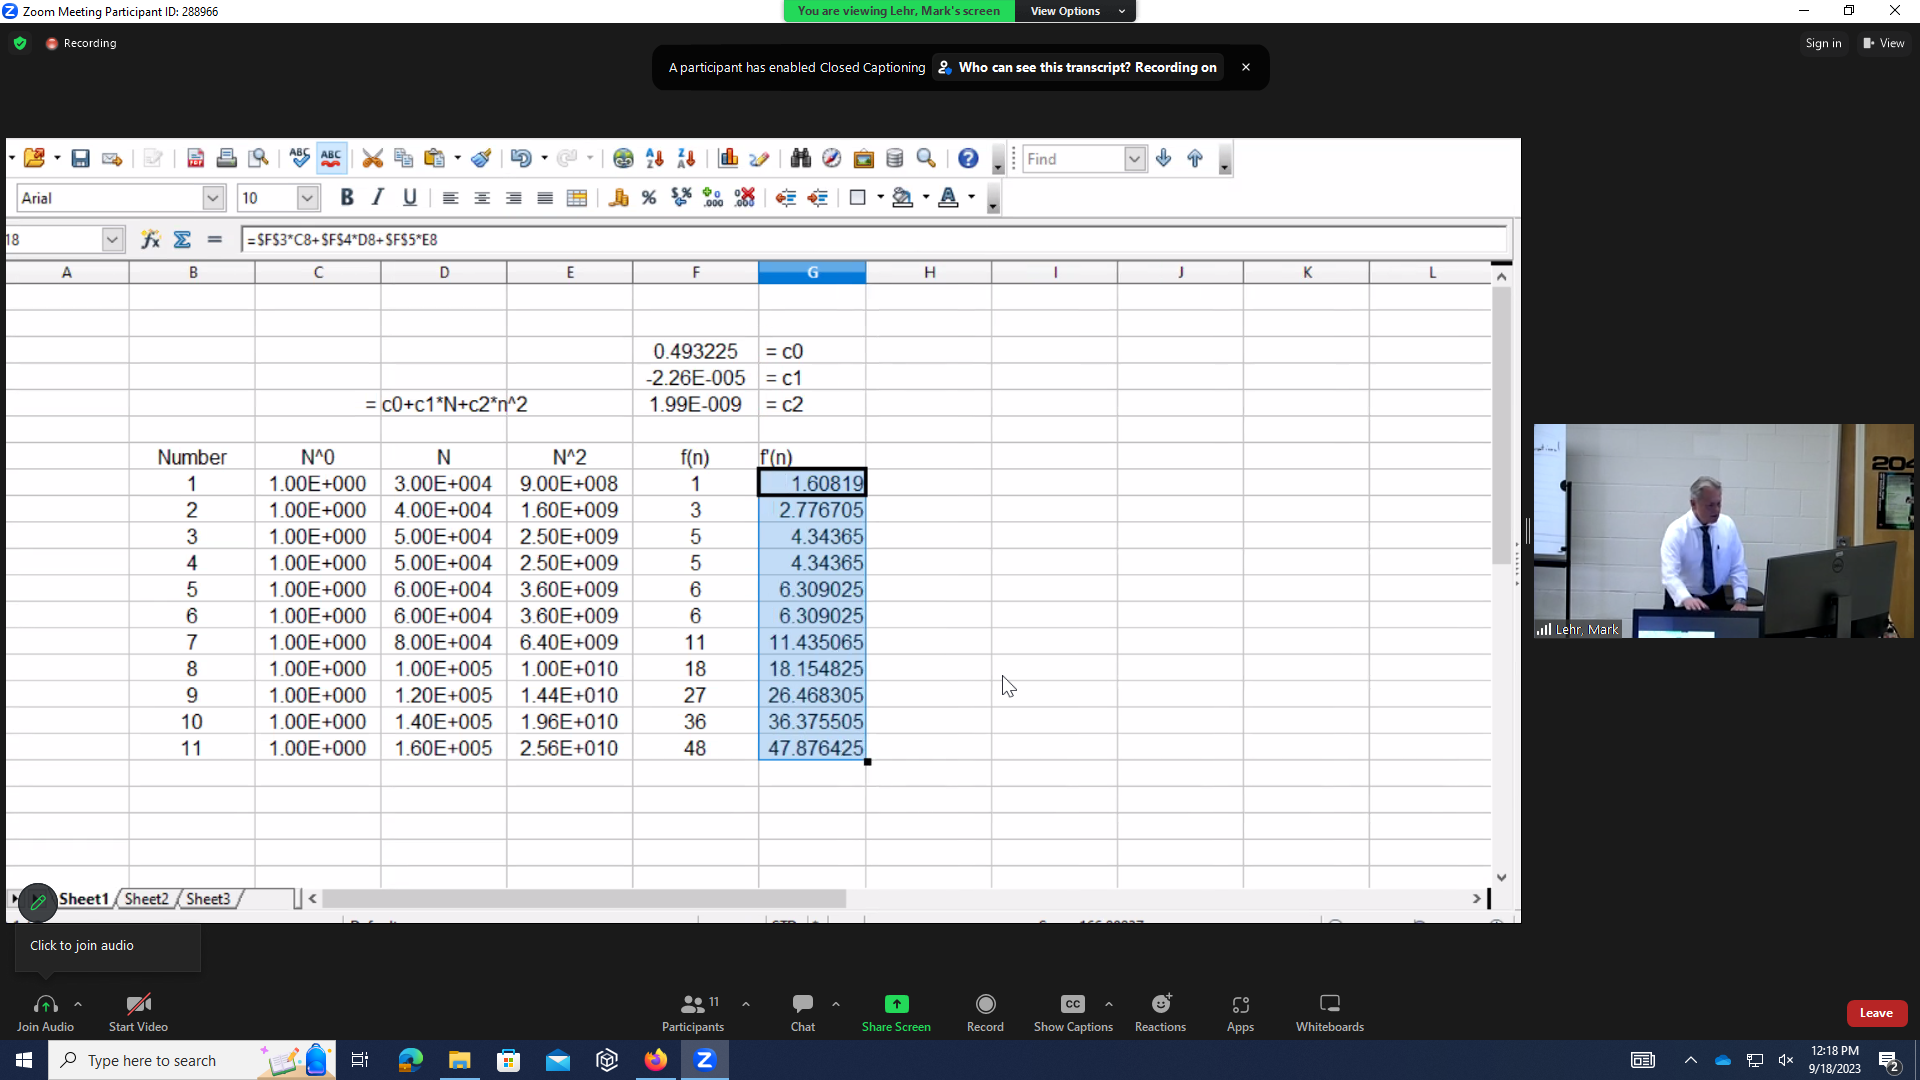 Zoom Meeting Participant ID: 288966
You are viewing Lehr, Mark's screen
View Options
Recording
Sign in
View
A participant has enabled Closed Captioning
Who can see this transcript? Recording on
Find
Arial
10
=$F$3*C8+$F$4*D8+$F$5*E8
A B C D E F G H I J K L
0.493225 = c0
-2.26E-005 = c1
= c0+c1*N+c2*n^2 1.99E-009 = c2
Number N^0 N N^2 f(n) f'(n)
1 1.00E+000 3.00E+004 9.00E+008 1 1.60819
2 1.00E+000 4.00E+004 1.60E+009 3 2.776705
3 1.00E+000 5.00E+004 2.50E+009 5 4.34365
4 1.00E+000 5.00E+004 2.50E+009 5 4.34365
5 1.00E+000 6.00E+004 3.60E+009 6 6.309025
6 1.00E+000 6.00E+004 3.60E+009 6 6.309025
7 1.00E+000 8.00E+004 6.40E+009 11 11.435065
8 1.00E+000 1.00E+005 1.00E+010 18 18.154825
9 1.00E+000 1.20E+005 1.44E+010 27 26.468305
10 1.00E+000 1.40E+005 1.96E+010 36 36.375505
11 1.00E+000 1.60E+005 2.56E+010 48 47.876425
Lehr, Mark
Sheet1 Sheet2 Sheet3
Click to join audio
Join Audio
Start Video
11
Participants
Chat
Share Screen
Record
CC
Show Captions
Reactions
Apps
Whiteboards
Leave
Type here to search
12:18 PM
9/18/2023
2